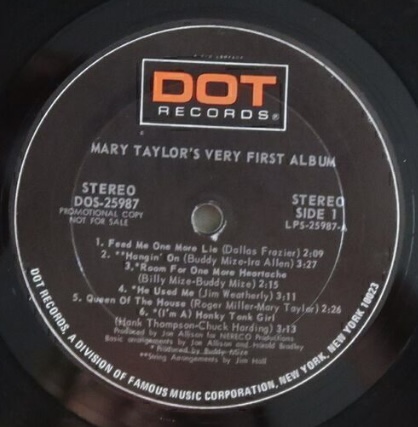 DOT
RECORDS®
MARY TAYLOR'S VERY FIRST ALBUM
STEREO
DOS-25987
PROMOTIONAL COPY
NOT FOR SALE
STEREO
SIDE 1
LPS-25987-A
1. Feed Me One More Lie (Dallas Frazier) 2:09
2. **Hangin' On (Buddy Mize-Ira Allen) 3:27
3.*Room For One More Heartache
(Billy Mize-Buddy Mize) 2:15
4. *He Used Me (Jim Weatherly) 3:11
5. Queen Of The House (Roger Miller-Mary Taylor) 2:26
6. *(I'm A) Honky Tonk Girl
(Hank Thompson-Chuck Harding) 3:13
Produced by Joe Allison for NERECO Productions
Basic arrangements by Joe Allison and Harold Bradley
* Produced by Buddy Mize
**String Arrangements by Jim Hall
DOT RECORDS, A DIVISION OF FAMOUS MUSIC CORPORATION, NEW YORK, NEW YORK 10023